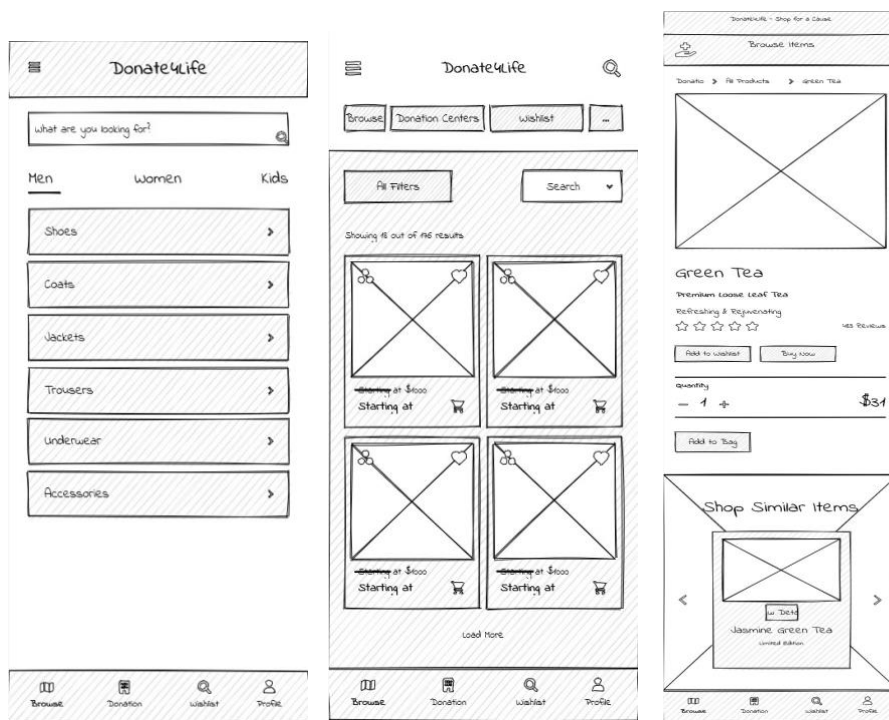 Donate4Life
What are you looking for?
Men Women Kids
Shoes
Coats
Jackets
Trousers
Underwear
Accessories
Browse Donation Wishlist Profile
Donate4Life
Browse Donation Centers Wishlist ...
All Filters Search
Showing 18 out of 176 results
Starting at $1000
Starting at
Starting at $1000
Starting at
Starting at $1000
Starting at
Starting at $1000
Starting at
Load More
Browse Donation Wishlist Profile
Donate4Life - Shop for a Cause
Browse Items
Donatio > All Products > Green Tea
Green Tea
Premium Loose Leaf Tea
Refreshing & Rejuvenating
Reviews
Add to Wishlist Buy Now
Quantity
- 1 + $31
Add to Bag
Shop Similar Items
Jasmine Green Tea
Limited Edition
Browse Donation Wishlist Profile